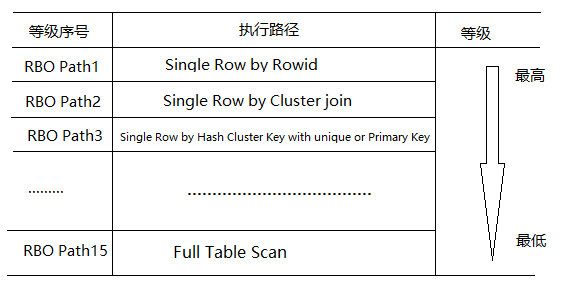 等级序号 执行路径 等级
RBO Path1 Single Row by Rowid 最高
RBO Path2 Single Row by Cluster join
RBO Path3 Single Row by Hash Cluster Key with unique or Primary Key
......... ....................................
RBO Path15 Full Table Scan 最低